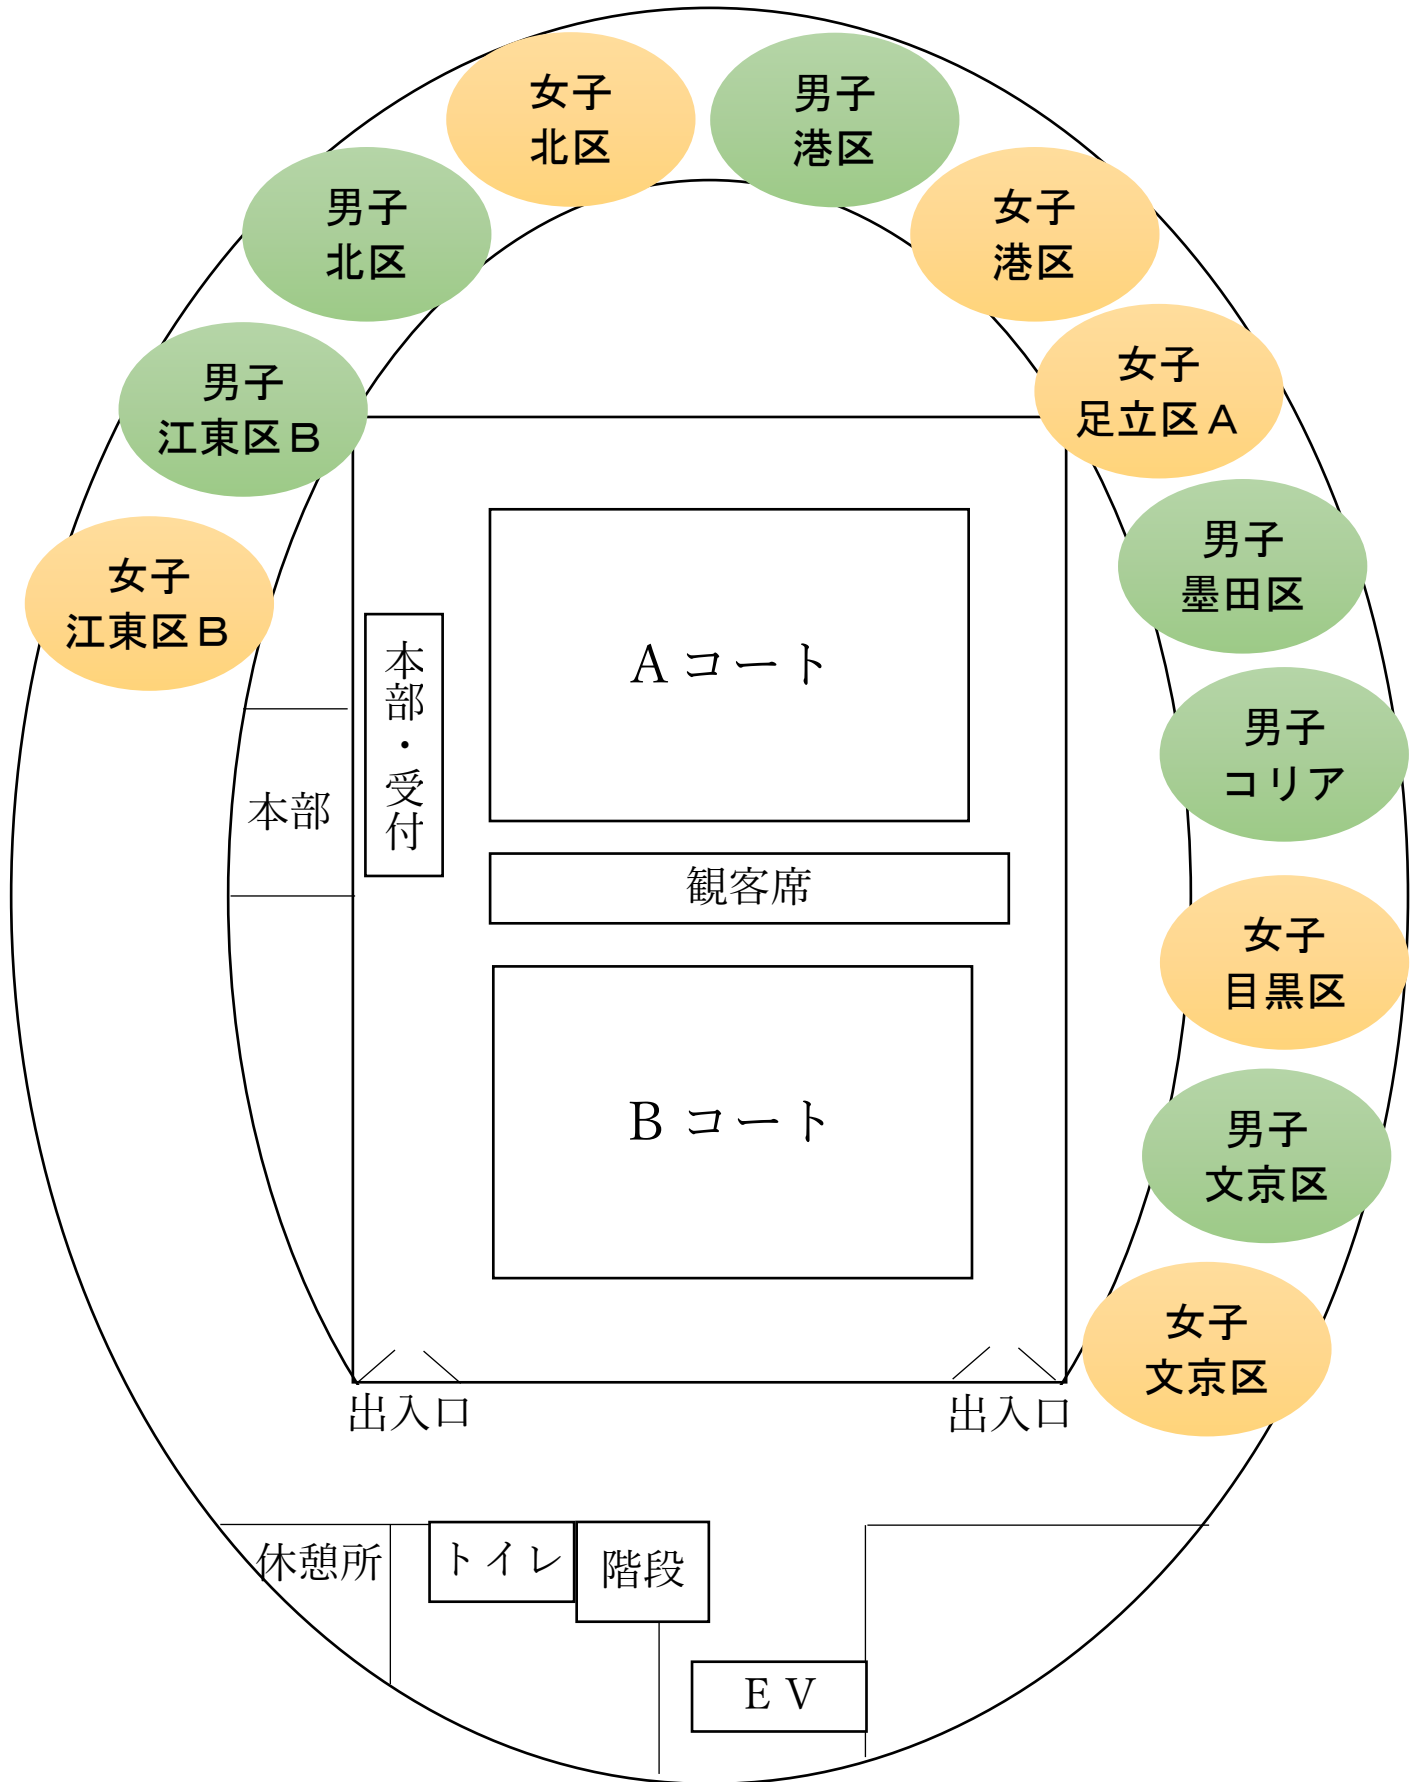 女子
北区
男子
港区
男子
北区
女子
港区
男子
江東区B
女子
足立区A
女子
江東区B
男子
墨田区
本部・受付
Aコート
男子
コリア
本部
観客席
女子
目黒区
Bコート
男子
文京区
女子
文京区
出入口
出入口
休憩所
トイレ
階段
EV